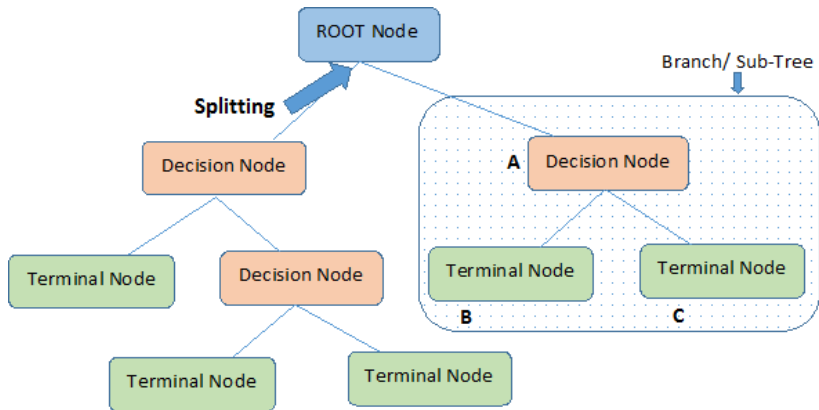 ROOT Node
Branch/ Sub-Tree
Splitting
Decision Node
A
Decision Node
Terminal Node
Decision Node
Terminal Node
Terminal Node
B
C
Terminal Node
Terminal Node